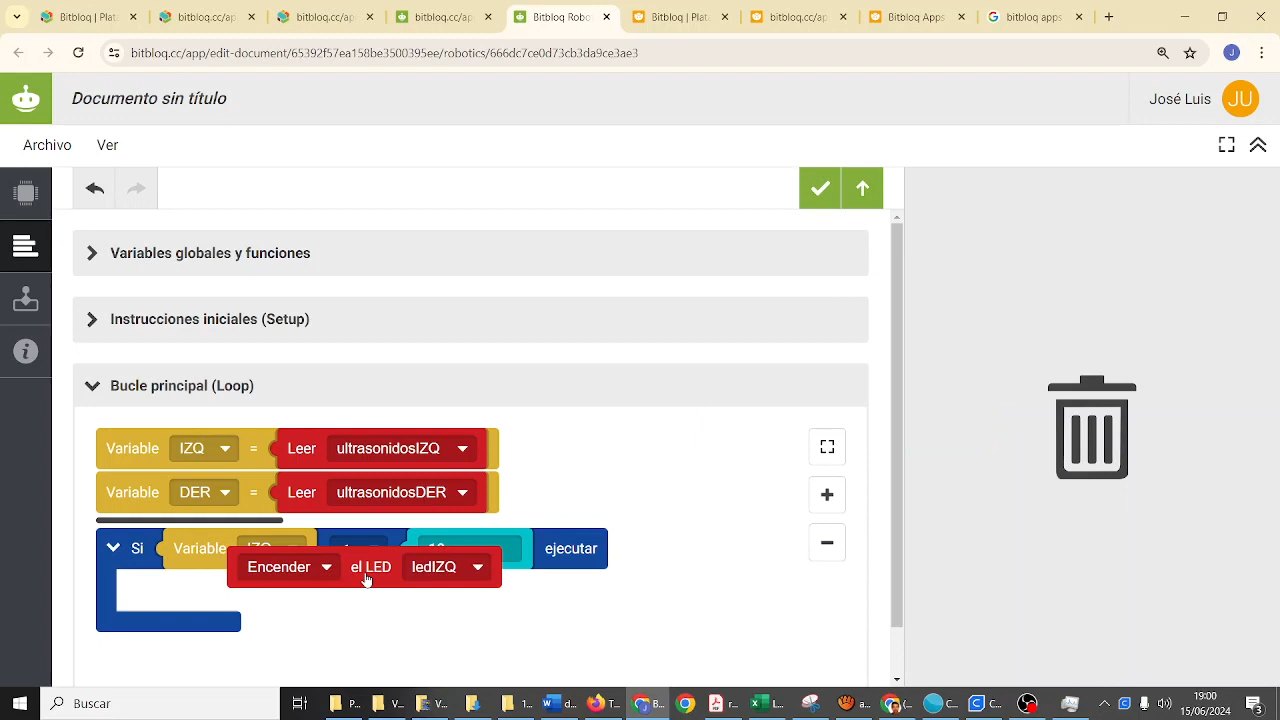 Bitbloq | Plat
bitbloq.cc/ap
bitbloq.cc/ap
bitbloq.cc/ap
Bitbloq Robo
Bitbloq | Plat
bitbloq.cc/ap
Bitbloq Apps
bitbloq apps
bitbloq.cc/app/edit-document/65392f57ea158be3500395ee/robotics/666dc7ce0d73cb3da9ce3ae3
J
Documento sin título
José Luis
JU
Archivo
Ver
Variables globales y funciones
Instrucciones iniciales (Setup)
Bucle principal (Loop)
Variable IZQ = Leer ultrasonidosIZQ
Variable DER = Leer ultrasonidosDER
Si Variable ejecutar
Encender el LED ledIZQ
Buscar
19:00
15/06/2024
3